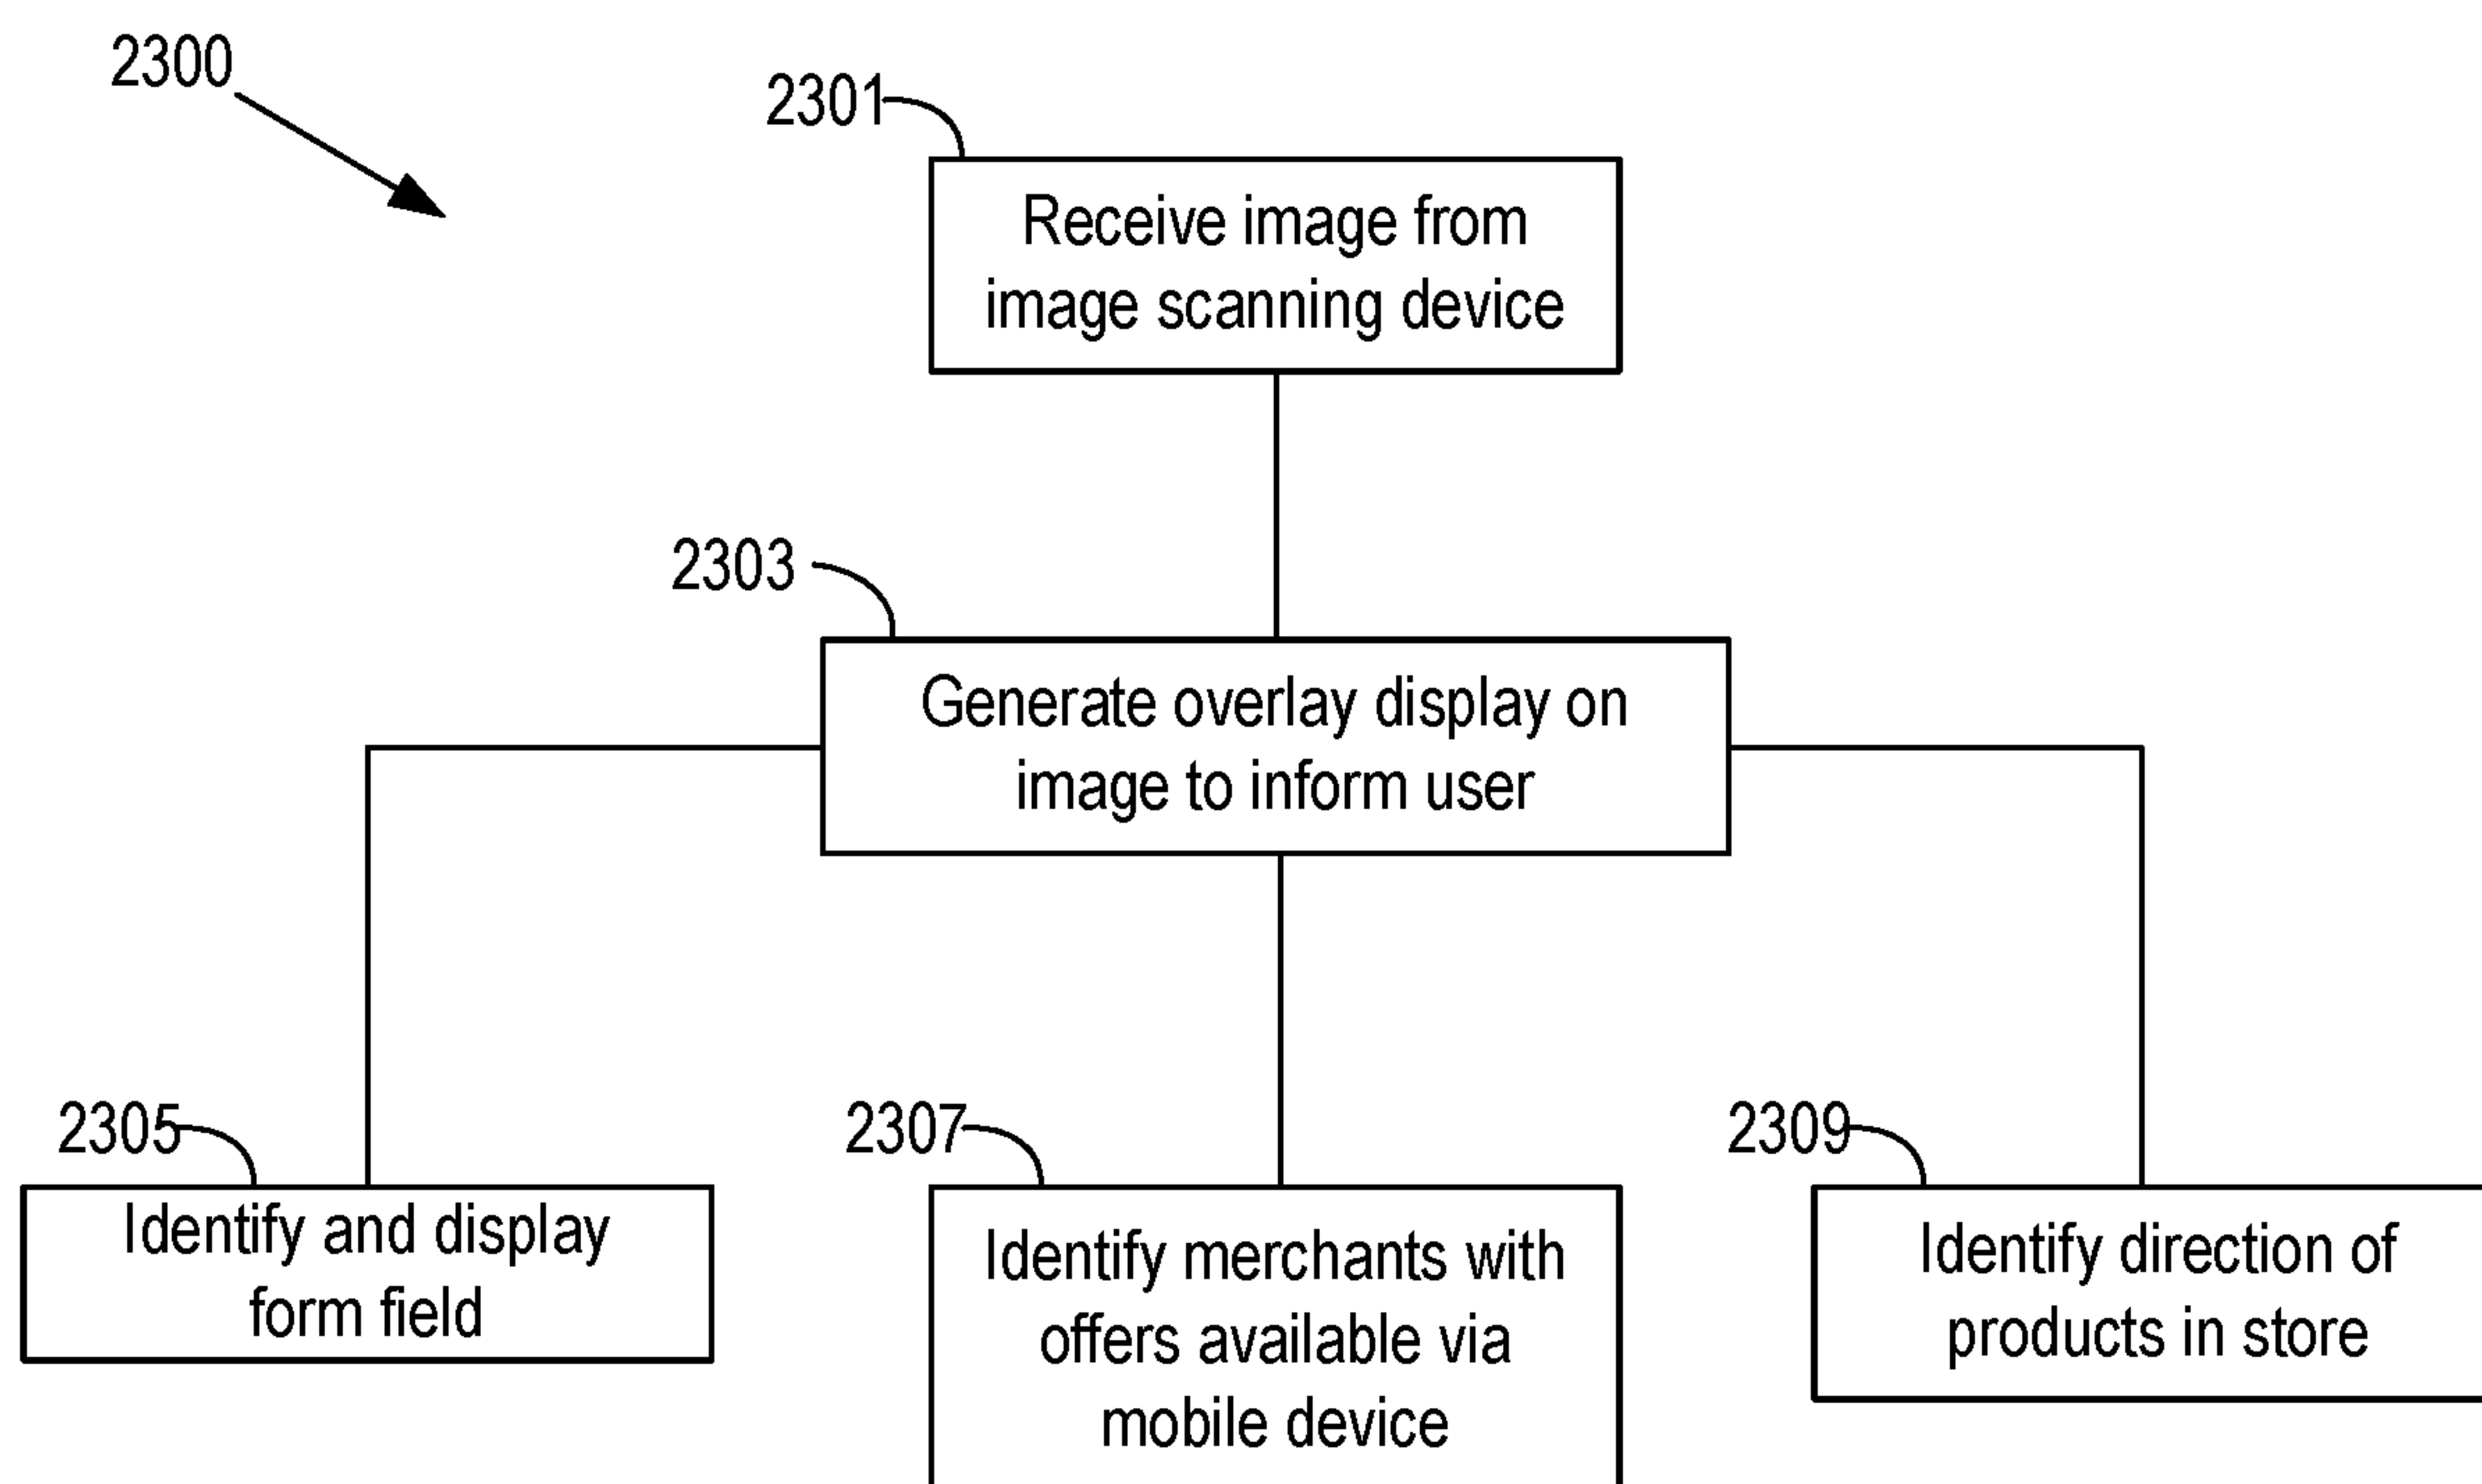 2300
2301
Receive image from
image scanning device
2303
Generate overlay display on
image to inform user
2305
Identify and display
form field
2307
Identify merchants with
offers available via
mobile device
2309
Identify direction of
products in store